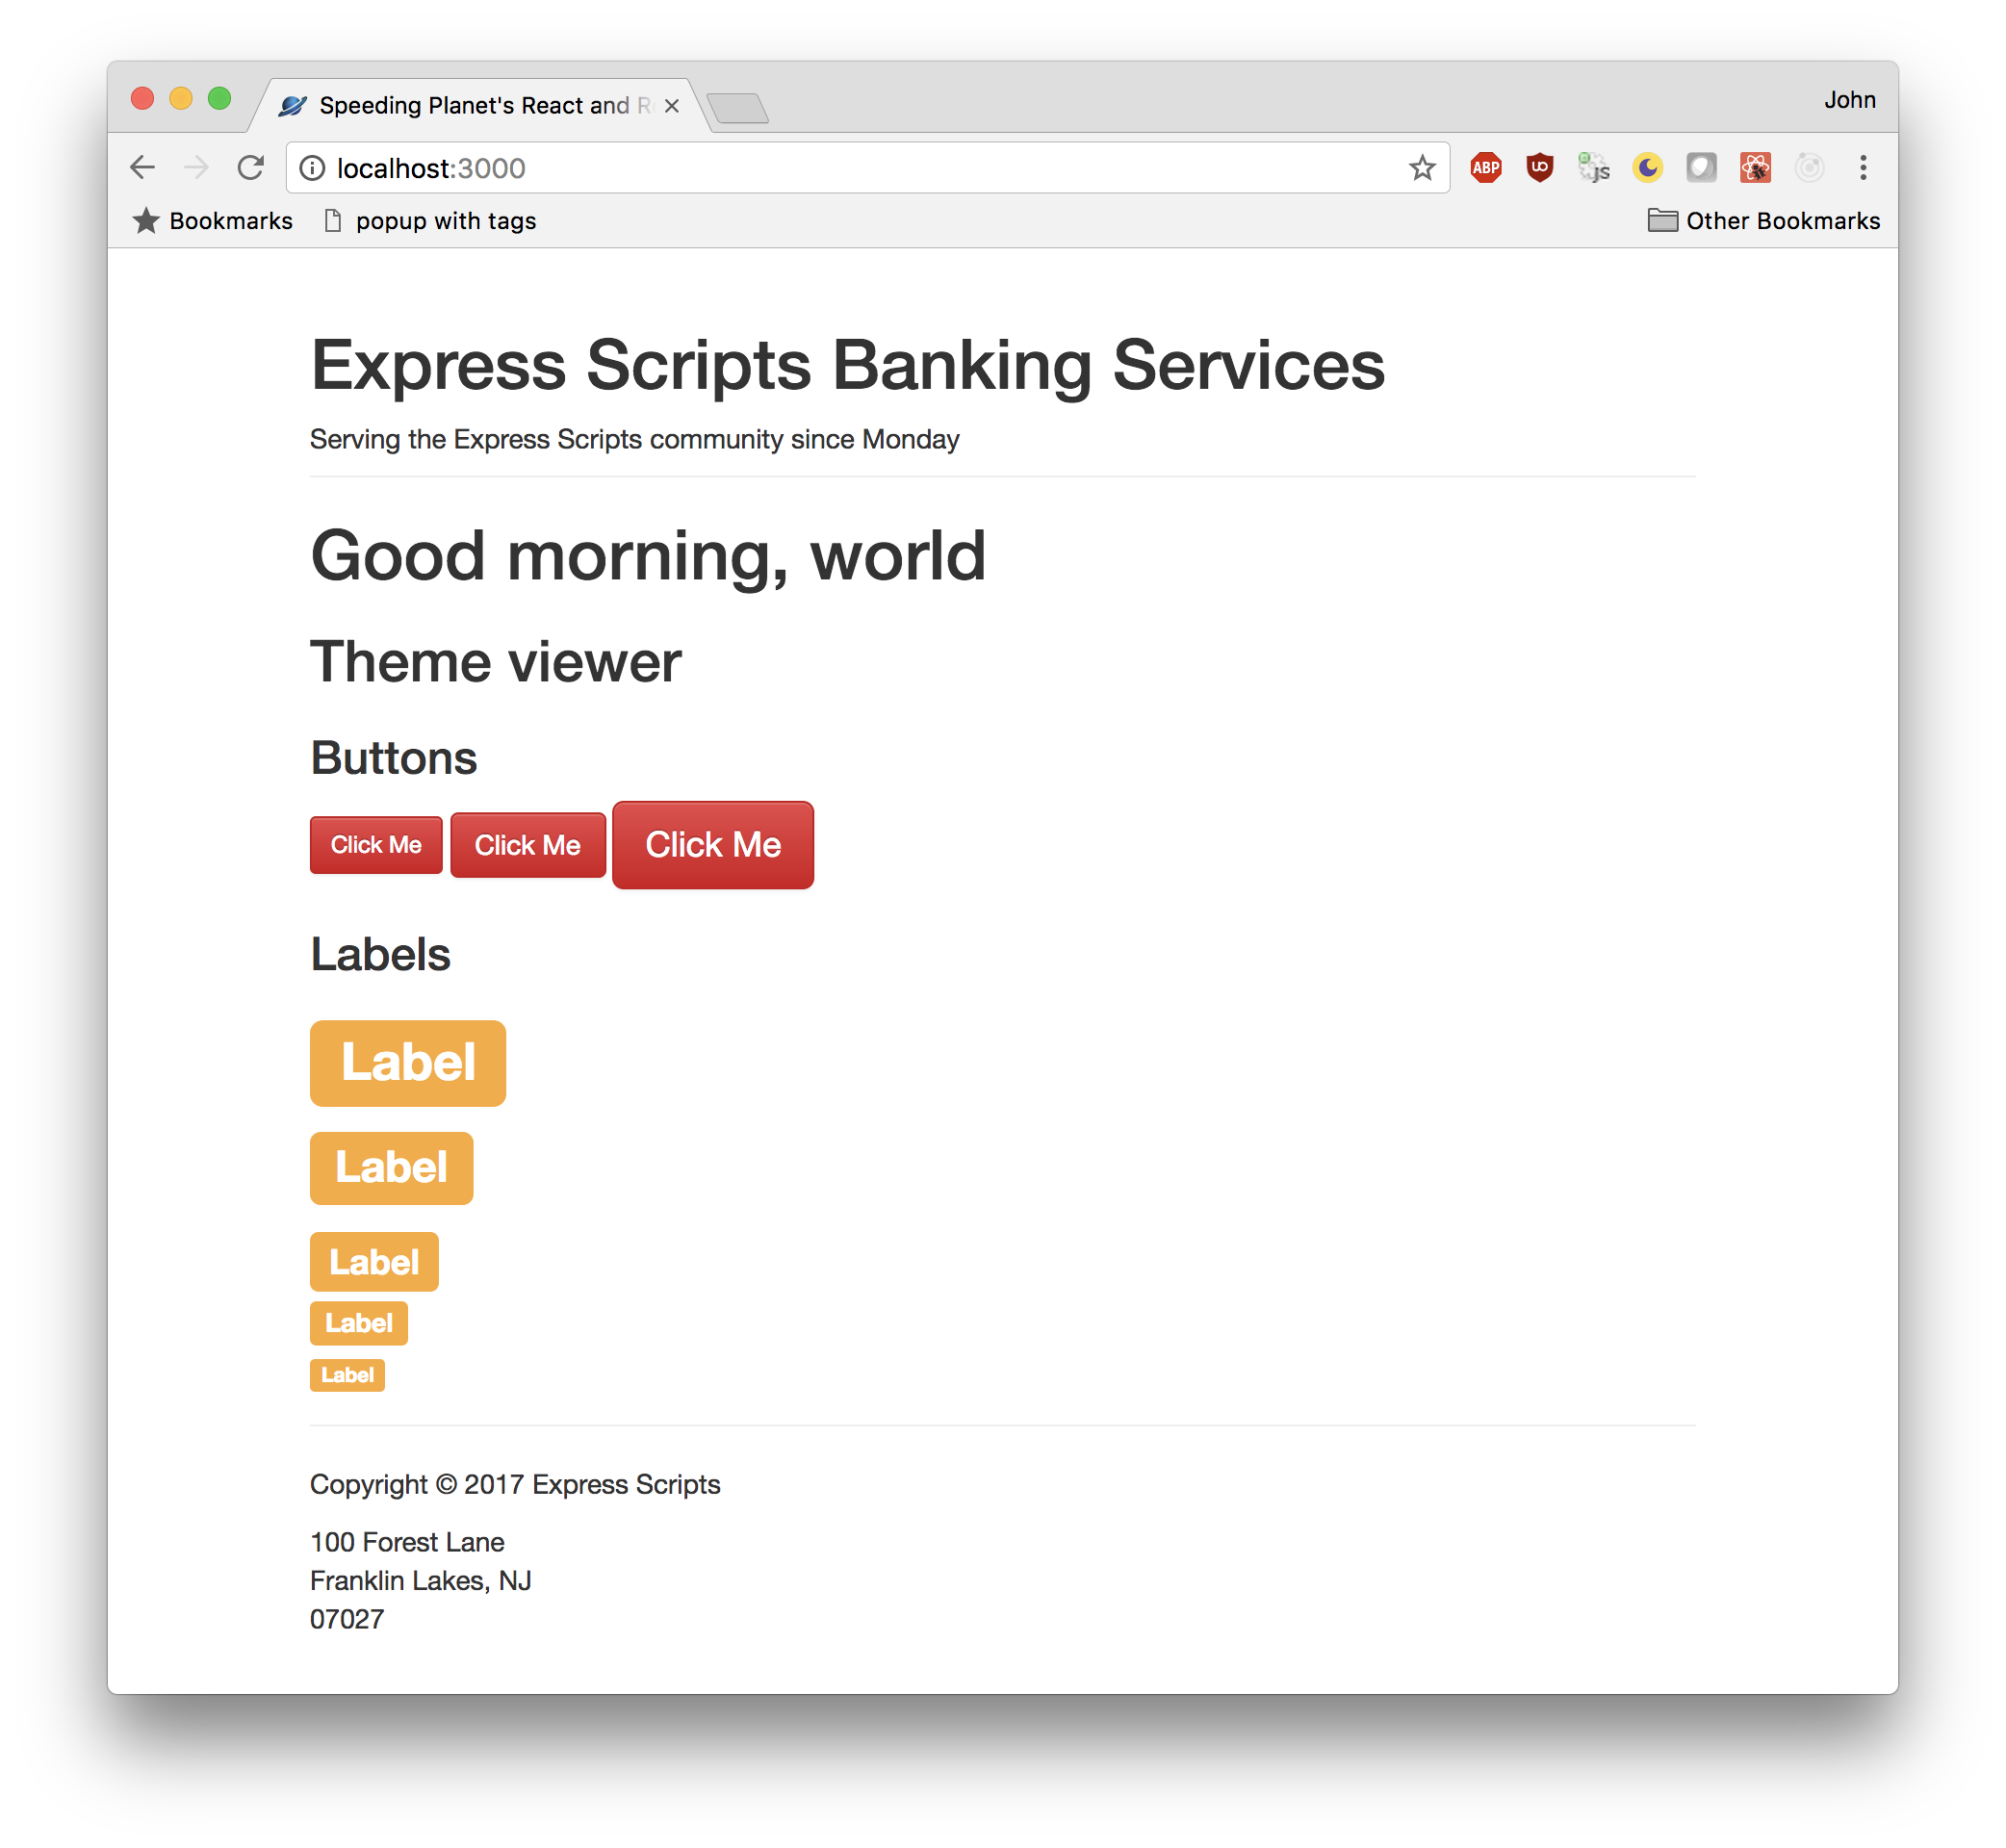 Speeding Planet's React and R
John
localhost:3000
ABP
js
Bookmarks
popup with tags
Other Bookmarks
Express Scripts Banking Services
Serving the Express Scripts community since Monday
Good morning, world
Theme viewer
Buttons
Click Me Click Me Click Me
Labels
Label
Label
Label
Label
Label
Copyright © 2017 Express Scripts
100 Forest Lane
Franklin Lakes, NJ
07027